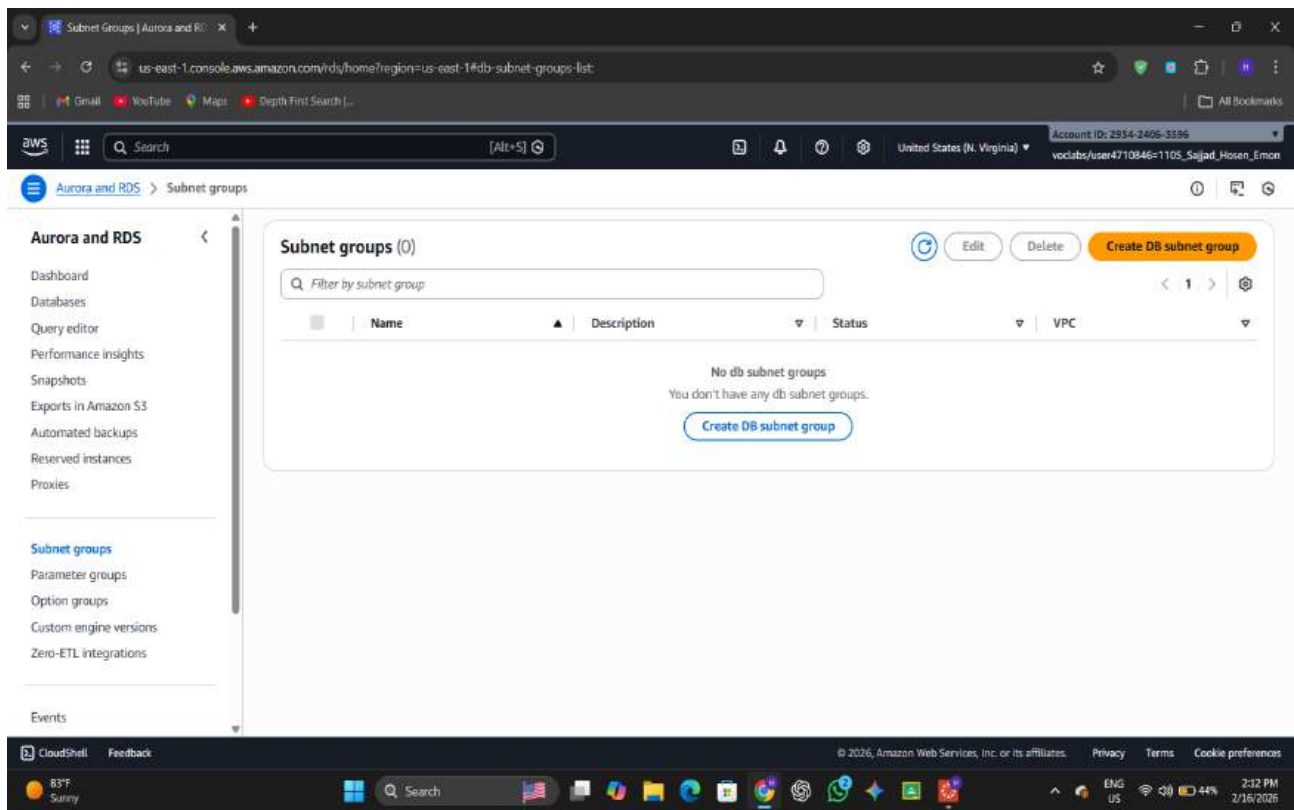 Subnet Groups | Aurora and R
us-east-1.console.aws.amazon.com/rds/home?region=us-east-1#db-subnet-groups-list:
Gmail YouTube Maps Depth First Search (...
All Bookmarks
aws Search [Alt+S] United States (N. Virginia)
Account ID: 2934-2406-3596
voclabs/user4710846=1105_Sajjad_Hosen_Emon
Aurora and RDS > Subnet groups
Aurora and RDS
Dashboard
Databases
Query editor
Performance insights
Snapshots
Exports in Amazon S3
Automated backups
Reserved instances
Proxies
Subnet groups
Parameter groups
Option groups
Custom engine versions
Zero-ETL integrations
Events
Subnet groups (0) Edit Delete Create DB subnet group
Filter by subnet group 1
Name Description Status VPC
No db subnet groups
You don't have any db subnet groups.
Create DB subnet group
CloudShell Feedback © 2026, Amazon Web Services, Inc. or its affiliates. Privacy Terms Cookie preferences
83°F
Sunny
Search
ENG
US
44%
2:32 PM
2/16/2026